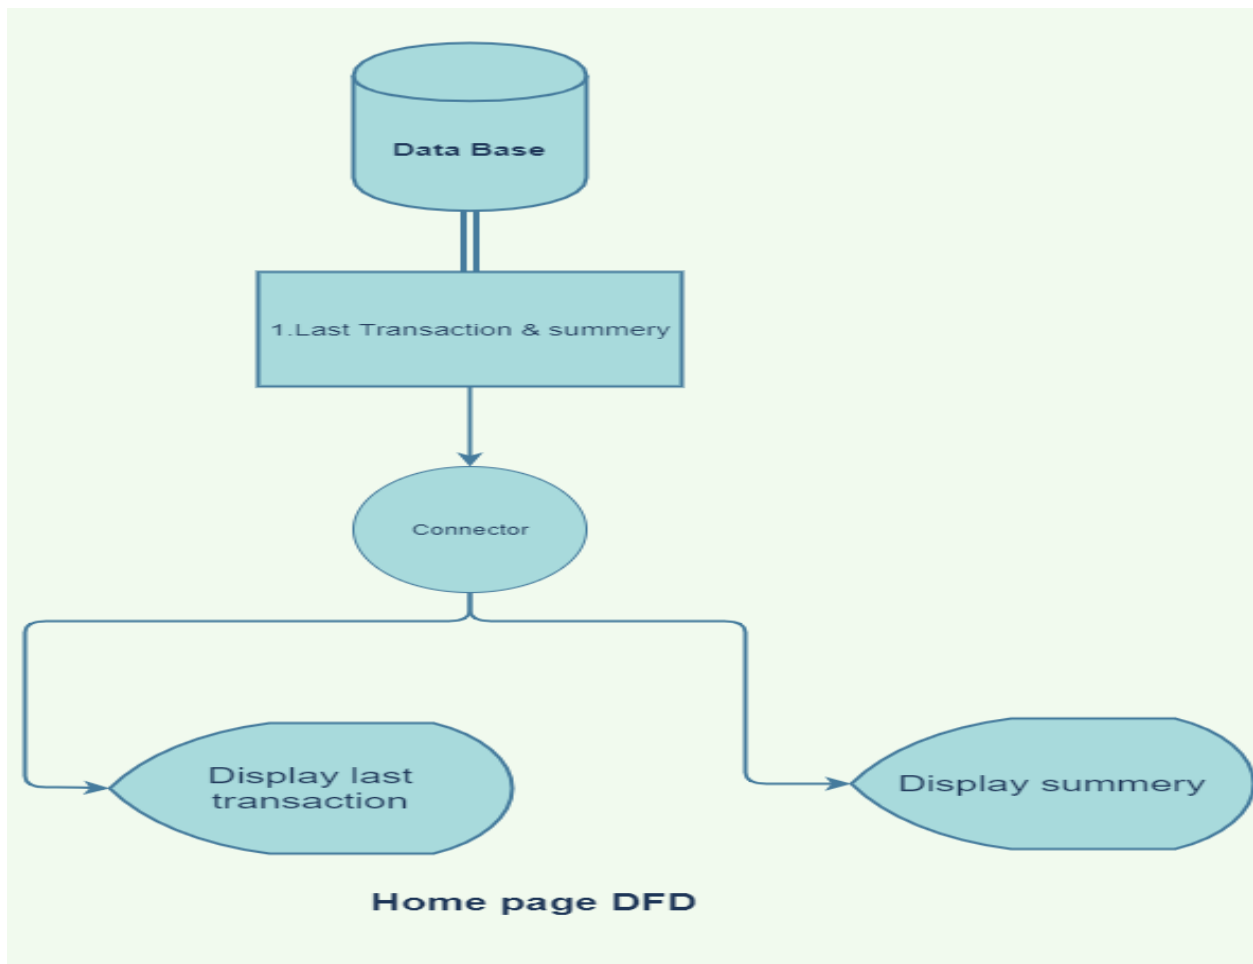 Data Base
1.Last Transaction & summery
Connector
Display last
transaction
Display summery
Home page DFD